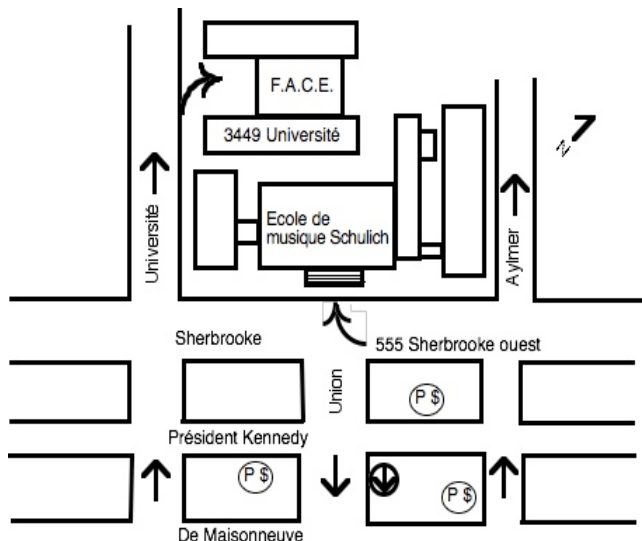 F.A.C.E.
3449 Université
Ecole de
musique Schulich
Université
Aylmer
N
Sherbrooke
555 Sherbrooke ouest
Union
P $
Président Kennedy
P $
P $
De Maisonneuve